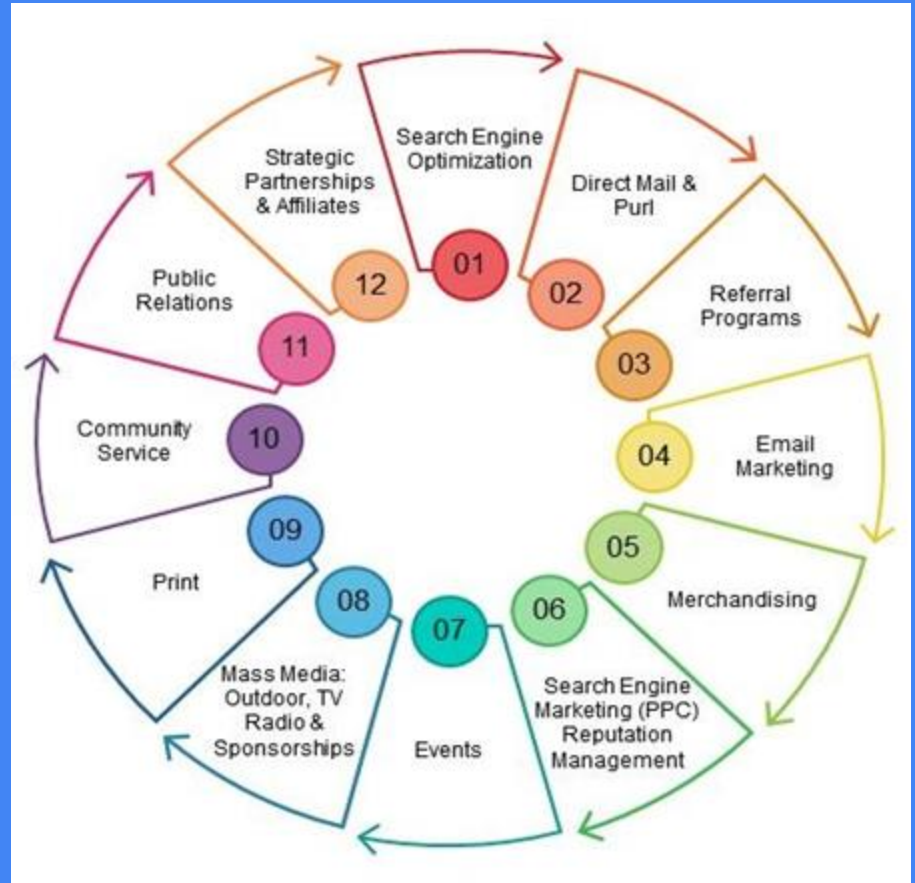 01
Search Engine
Optimization
02
Direct Mail &
Purl
03
Referral
Programs
04
Email
Marketing
05
Merchandising
06
Search Engine
Marketing (PPC)
Reputation
Management
07
Events
08
Mass Media:
Outdoor, TV
Radio &
Sponsorships
09
Print
10
Community
Service
11
Public
Relations
12
Strategic
Partnerships
& Affiliates